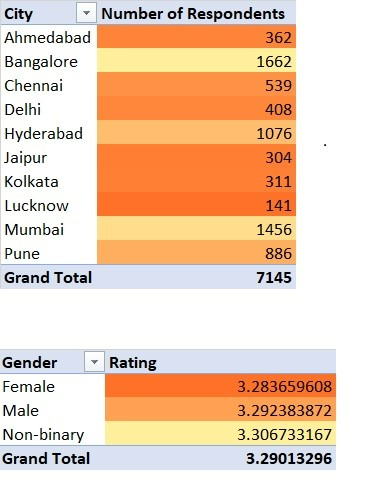 City Number of Respondents
Ahmedabad 362
Bangalore 1662
Chennai 539
Delhi 408
Hyderabad 1076
Jaipur 304
Kolkata 311
Lucknow 141
Mumbai 1456
Pune 886
Grand Total 7145
Gender Rating
Female 3.283659608
Male 3.292383872
Non-binary 3.306733167
Grand Total 3.29013296